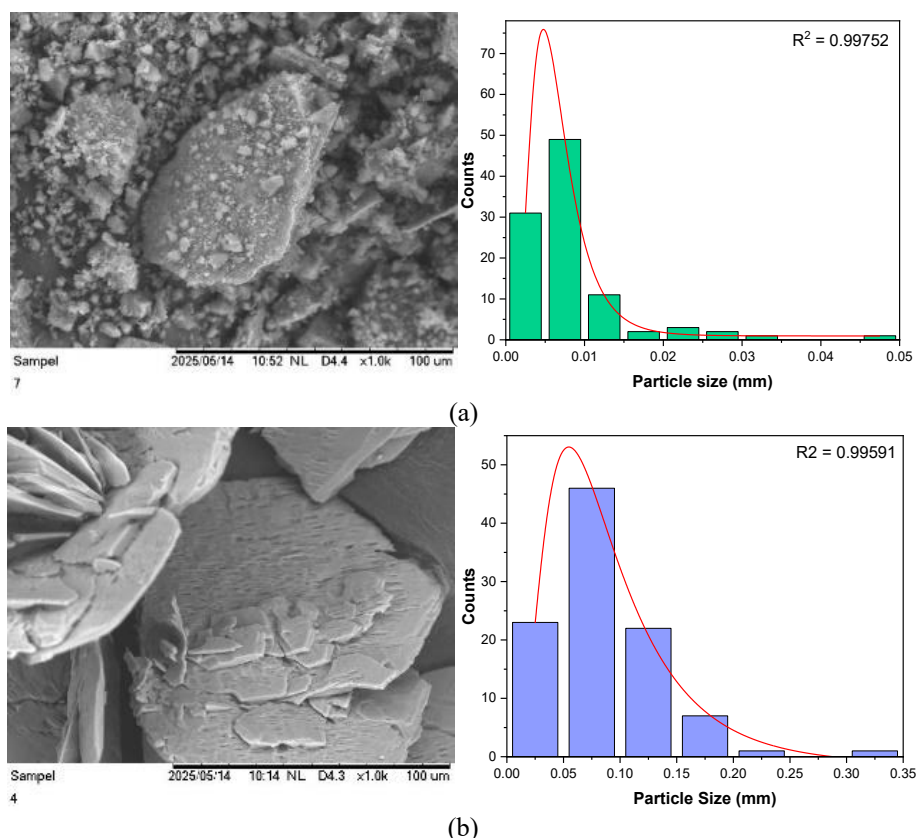 R² = 0.99752
70
60
50
40
30
20
10
0
Counts
0.00 0.01 0.02 0.03 0.04 0.05
Particle size (mm)
Sampel 2025/05/14 10:52 NL D4.4 x1.0k 100 um
7
(a)
R2 = 0.99591
50
40
30
20
10
0
Counts
0.00 0.05 0.10 0.15 0.20 0.25 0.30 0.35
Particle Size (mm)
Sampel 2025/05/14 10:14 NL D4.3 x1.0k 100 um
4
(b)